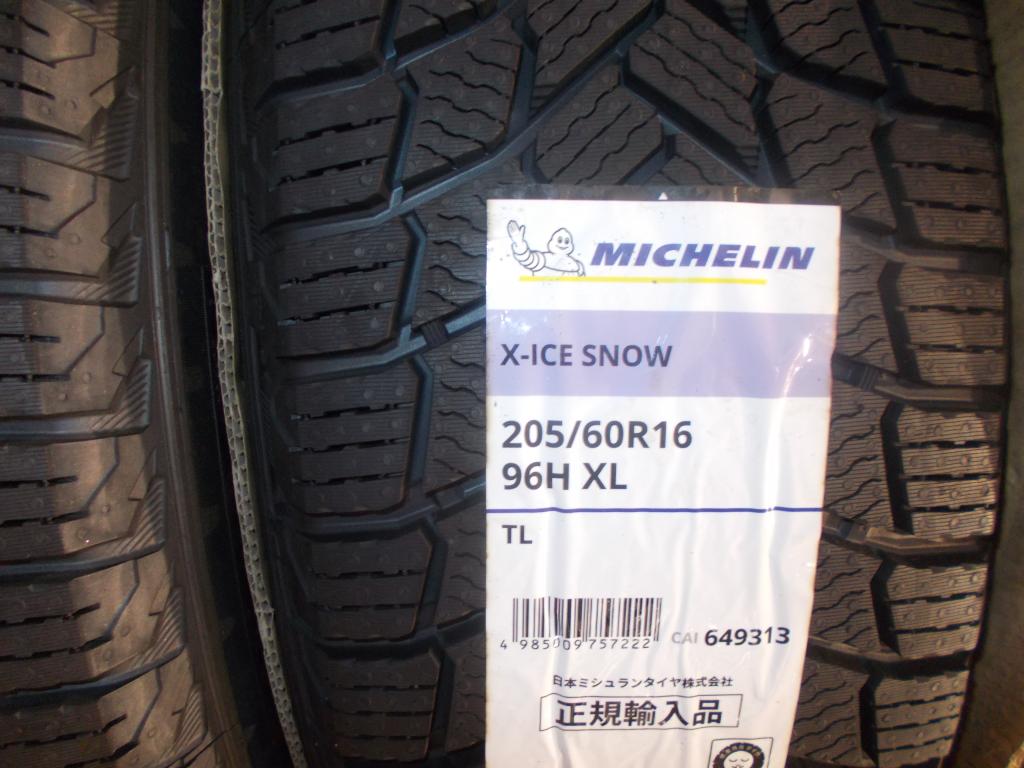 MICHELIN
X-ICE SNOW
205/60R16
96H XL
TL
4 985009 757222
CAI 649313
日本ミシュランタイヤ株式会社
正規輸入品